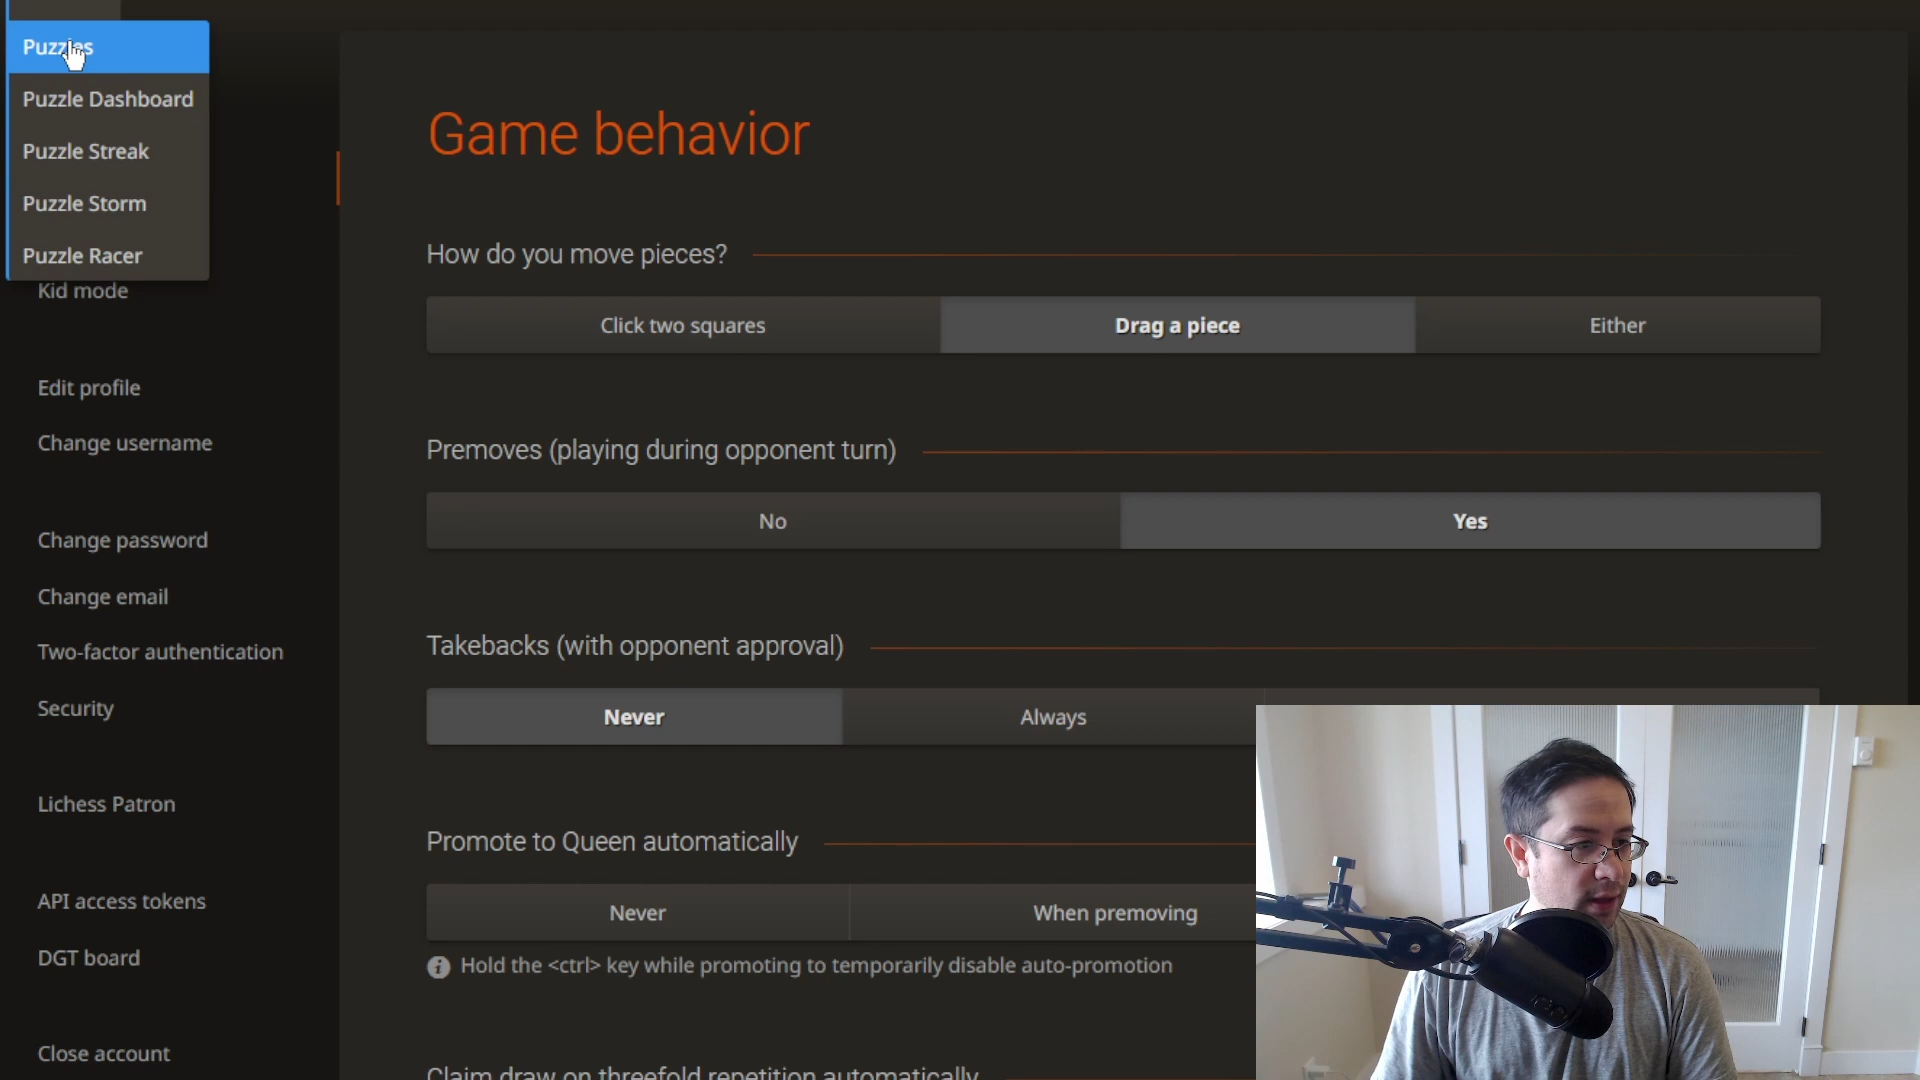 Puzzles
Puzzle Dashboard
Puzzle Streak
Puzzle Storm
Puzzle Racer
Kid mode
Edit profile
Change username
Change password
Change email
Two-factor authentication
Security
Lichess Patron
API access tokens
DGT board
Close account
Game behavior
How do you move pieces?
Click two squares Drag a piece Either
Premoves (playing during opponent turn)
No Yes
Takebacks (with opponent approval)
Never Always
Promote to Queen automatically
Never When premoving
Hold the <ctrl> key while promoting to temporarily disable auto-promotion
Claim draw on threefold repetition automatically